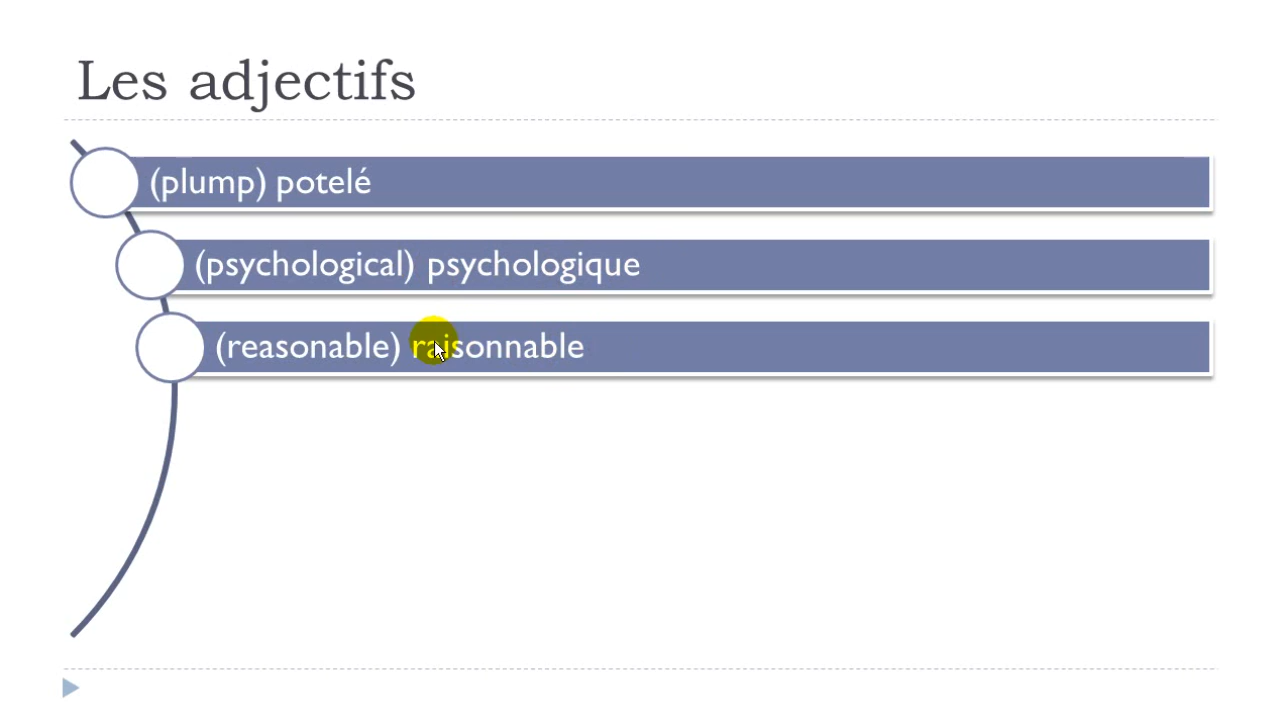 Les adjectifs
(plump) potelé
(psychological) psychologique
(reasonable) raisonnable